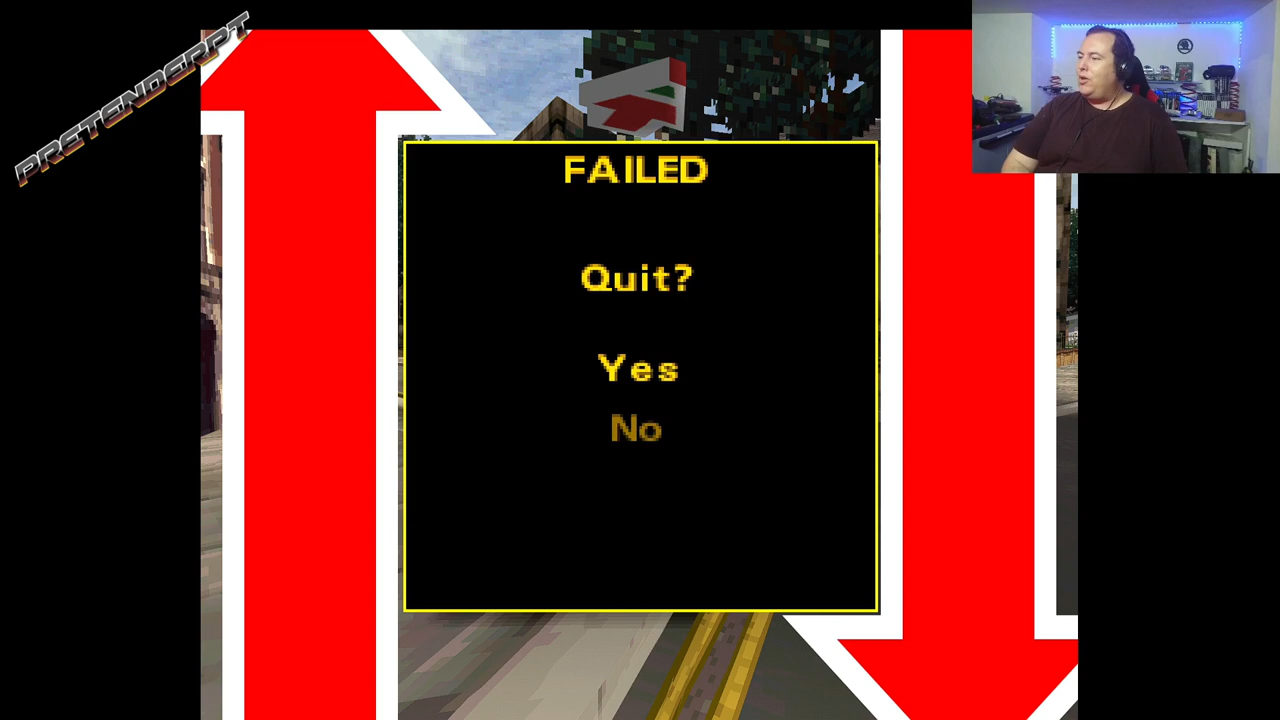 PRETENDERPT
FAILED
Quit?
Yes
No